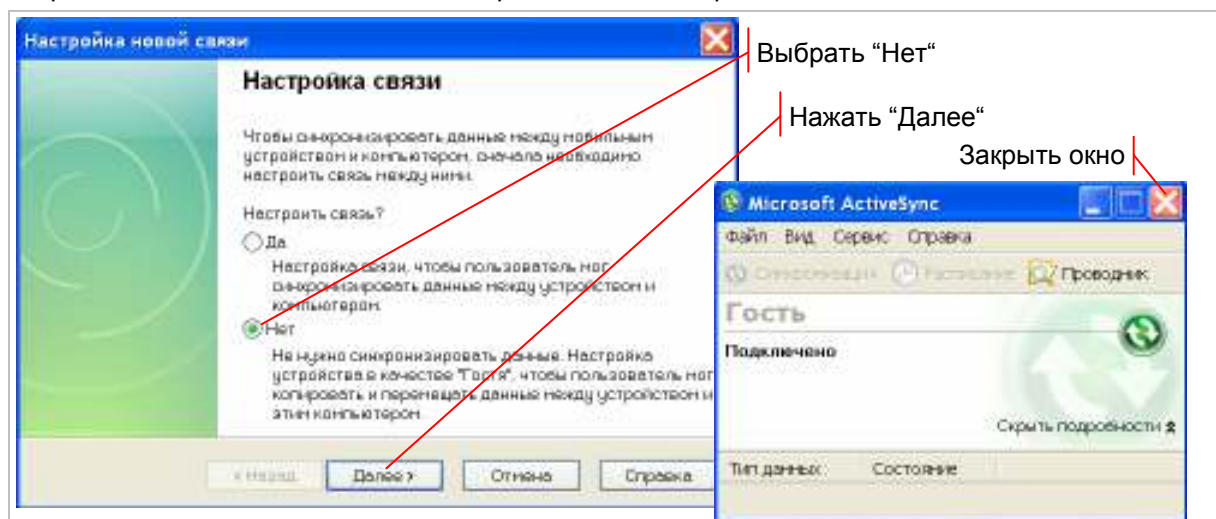 Настройка новой связи
Выбрать “Нет“
Настройка связи
Нажать “Далее“
Чтобы синхронизировать данные между мобильным
устройством и компьютером, сначала необходимо
настроить связь между ними.
Закрыть окно
Настроить связь?
Да
Настройка связи, чтобы пользователь мог
синхронизировать данные между устройством и
компьютером.
Нет
Не нужно синхронизировать данные. Настройка
устройства в качестве "Гостя", чтобы пользователь мог
копировать и перемещать данные между устройством и
этим компьютером.
< Назад
Далее >
Отмена
Справка
Microsoft ActiveSync
Файл Вид Сервис Справка
Синхронизация Расписание Проводник
Гость
Подключено
Скрыть подробности
Тип данных Состояние